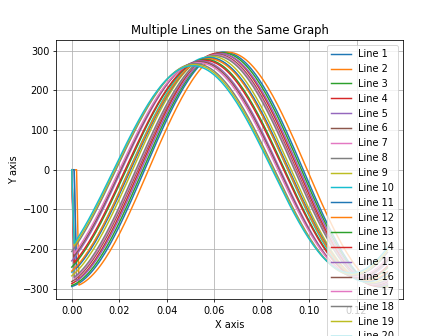 Multiple Lines on the Same Graph
300
200
100
0
−100
−200
−300
Y axis
0.00
0.02
0.04
0.06
0.08
0.10
X axis
Line 1
Line 2
Line 3
Line 4
Line 5
Line 6
Line 7
Line 8
Line 9
Line 10
Line 11
Line 12
Line 13
Line 14
Line 15
Line 16
Line 17
Line 18
Line 19
Line 20